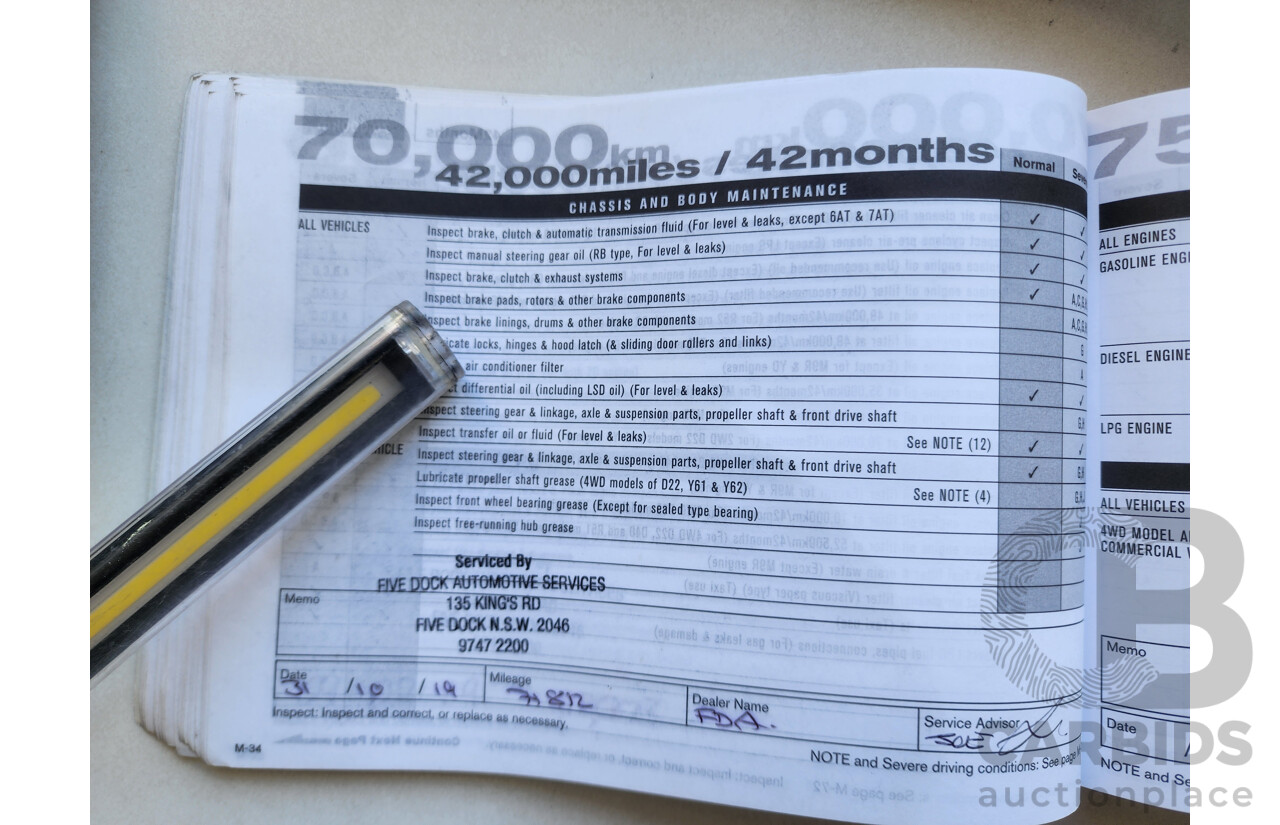 70,000km
42,000miles / 42months
Normal
CHASSIS AND BODY MAINTENANCE
ALL VEHICLES
Inspect brake, clutch & automatic transmission fluid (For level & leaks, except 6AT & 7AT) ✓ ✓
Inspect manual steering gear oil (RB type, For level & leaks) ✓ ✓
Inspect brake, clutch & exhaust systems ✓ ✓
Inspect brake pads, rotors & other brake components ✓ A,C,G,H
nspect brake linings, drums & other brake components A,C,G,H
icate locks, hinges & hood latch (& sliding door rollers and links) G
air conditioner filter A
t differential oil (including LSD oil) (For level & leaks) ✓ ✓
nspect steering gear & linkage, axle & suspension parts, propeller shaft & front drive shaft G,H
Inspect transfer oil or fluid (For level & leaks) See NOTE (12) ✓ ✓
ICLE
Inspect steering gear & linkage, axle & suspension parts, propeller shaft & front drive shaft ✓ G,H
Lubricate propeller shaft grease (4WD models of D22, Y61 & Y62) See NOTE (4)
Inspect front wheel bearing grease (Except for sealed type bearing)
Inspect free-running hub grease
Serviced By
FIVE DOCK AUTOMOTIVE SERVICES
135 KING'S RD
FIVE DOCK N.S.W. 2046
9747 2200
Memo
Date 31 /10 /19
Mileage
Dealer Name FDA.
Service Advisor JOE
Inspect: Inspect and correct, or replace as necessary.
M-34
NOTE and Severe driving conditions: See page
75
ALL ENGINES
GASOLINE ENGI
DIESEL ENGINE
LPG ENGINE
ALL VEHICLES
4WD MODEL A
COMMERCIAL V
Memo
Date
NOTE and Se
CARBIDS
auctionplace